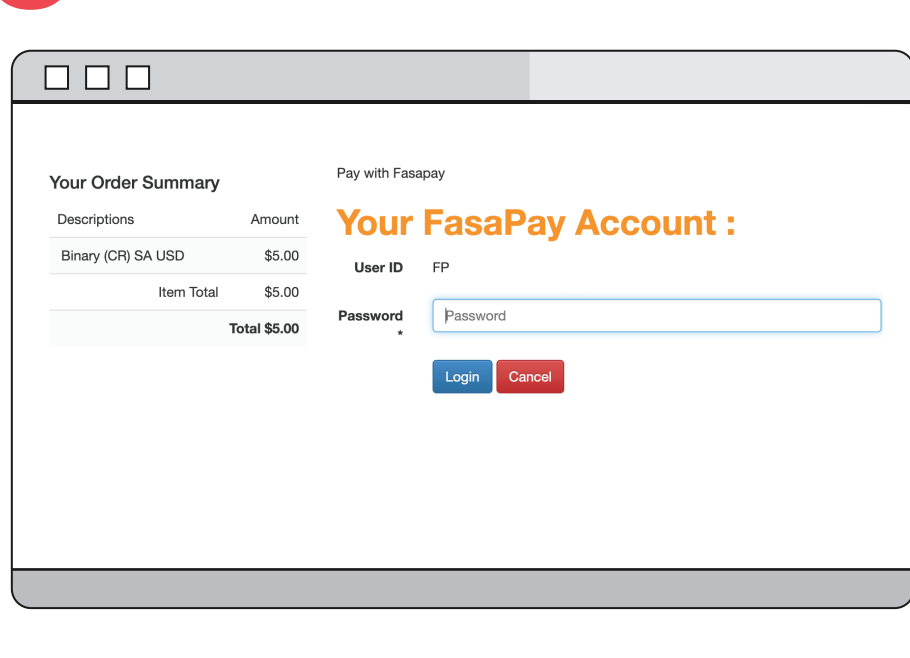 Your Order Summary
Descriptions Amount
Binary (CR) SA USD $5.00
Item Total $5.00
Total $5.00
Pay with Fasapay
Your FasaPay Account :
User ID FP
Password Password
*
Login Cancel